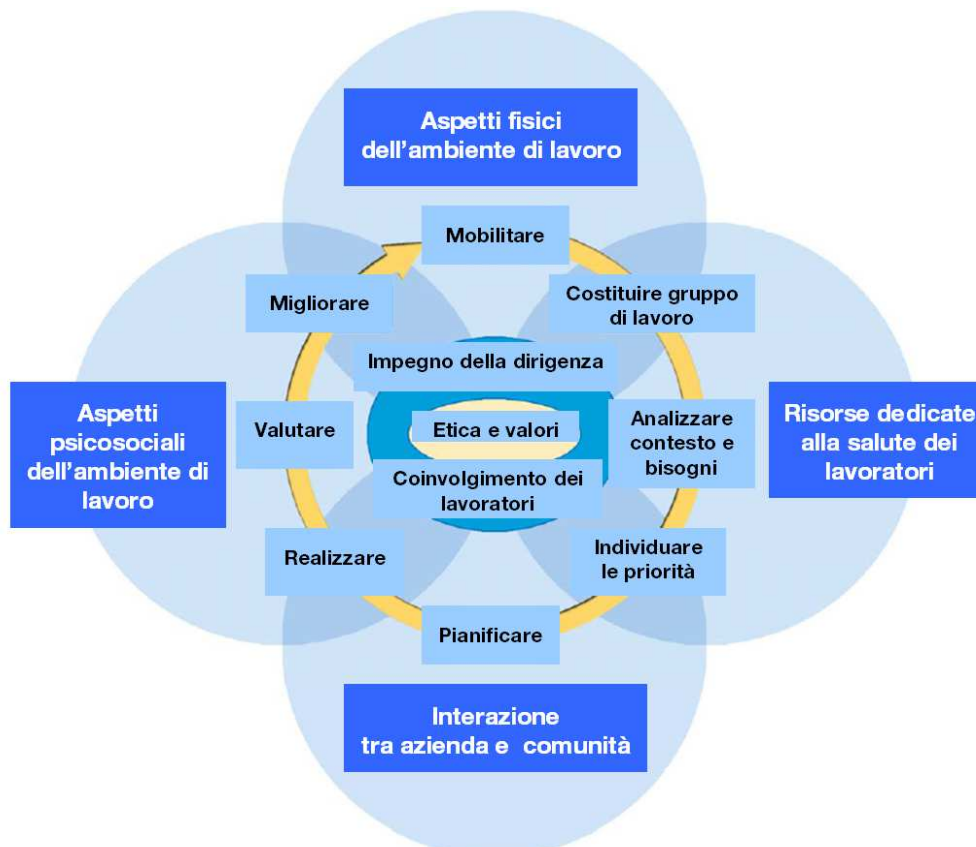 Aspetti fisici
dell'ambiente di lavoro
Mobilitare
Costituire gruppo
di lavoro
Migliorare
Impegno della dirigenza
Aspetti
psicosociali
dell'ambiente di
lavoro
Valutare
Etica e valori
Analizzare
contesto e
bisogni
Risorse dedicate
alla salute dei
lavoratori
Coinvolgimento dei
lavoratori
Realizzare
Individuare
le priorità
Pianificare
Interazione
tra azienda e comunità